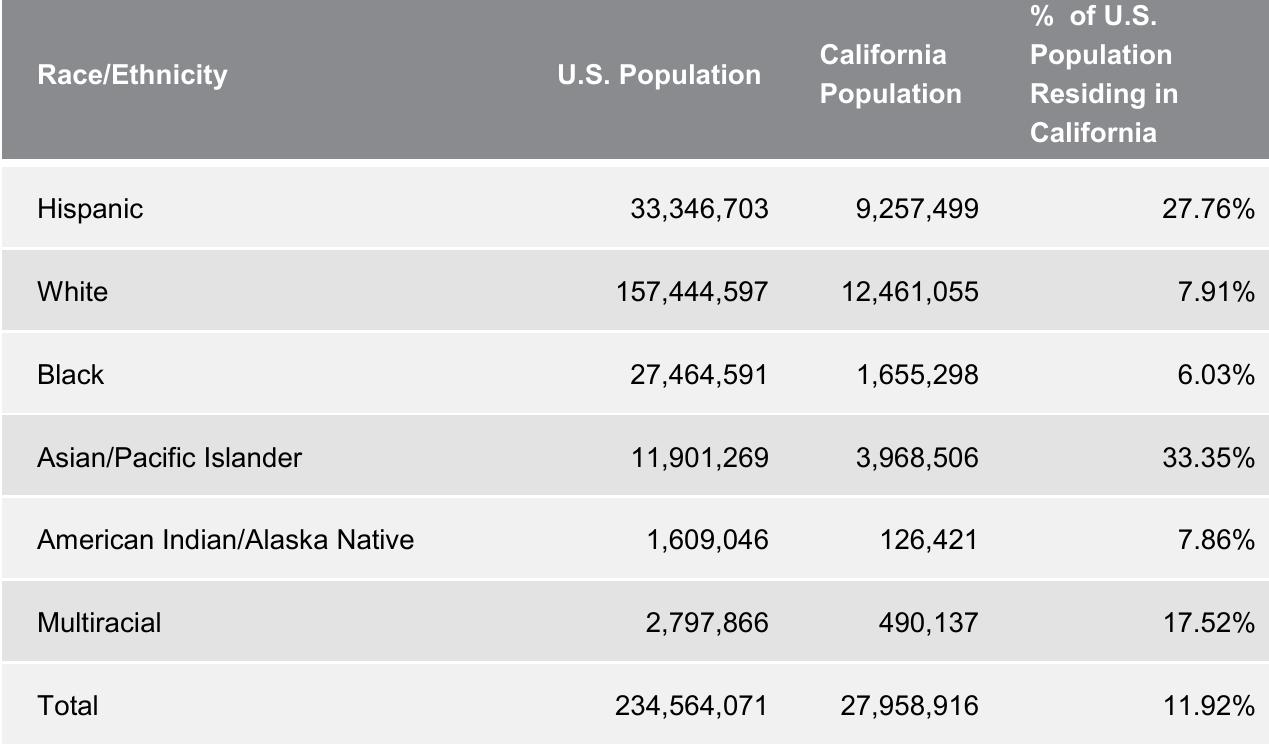 Race/Ethnicity U.S. Population California Population % of U.S. Population Residing in California
Hispanic 33,346,703 9,257,499 27.76%
White 157,444,597 12,461,055 7.91%
Black 27,464,591 1,655,298 6.03%
Asian/Pacific Islander 11,901,269 3,968,506 33.35%
American Indian/Alaska Native 1,609,046 126,421 7.86%
Multiracial 2,797,866 490,137 17.52%
Total 234,564,071 27,958,916 11.92%